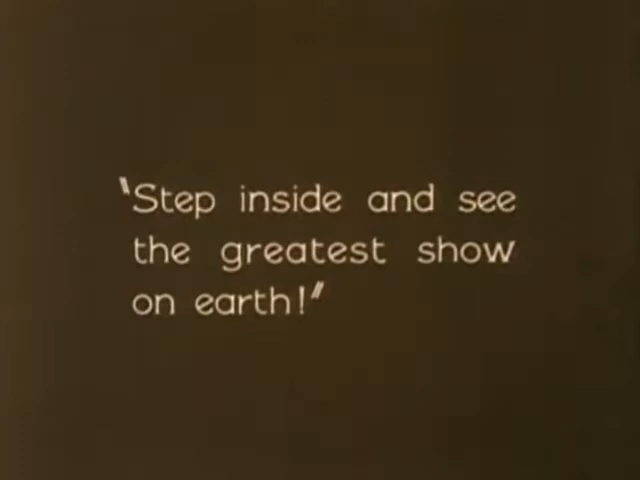 "Step inside and see
the greatest show
on earth!"